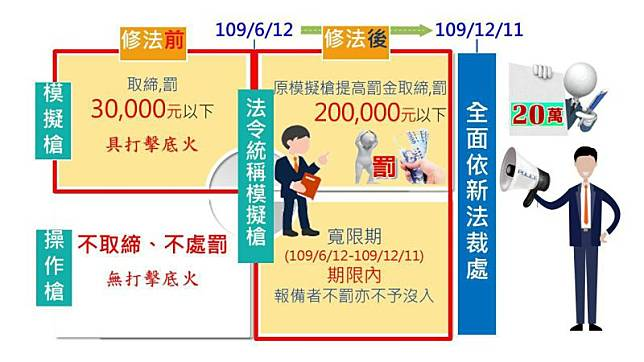 修法前
109/6/12
修法後
109/12/11
模擬槍
取締,罰
30,000元以下
具打擊底火
法令統稱模擬槍
原模擬槍提高罰金取締,罰
200,000元以下
罰
操作槍
不取締、不處罰
無打擊底火
寬限期
(109/6/12-109/12/11)
期限內
報備者不罰亦不予沒入
全面依新法裁處
20萬
POLICE